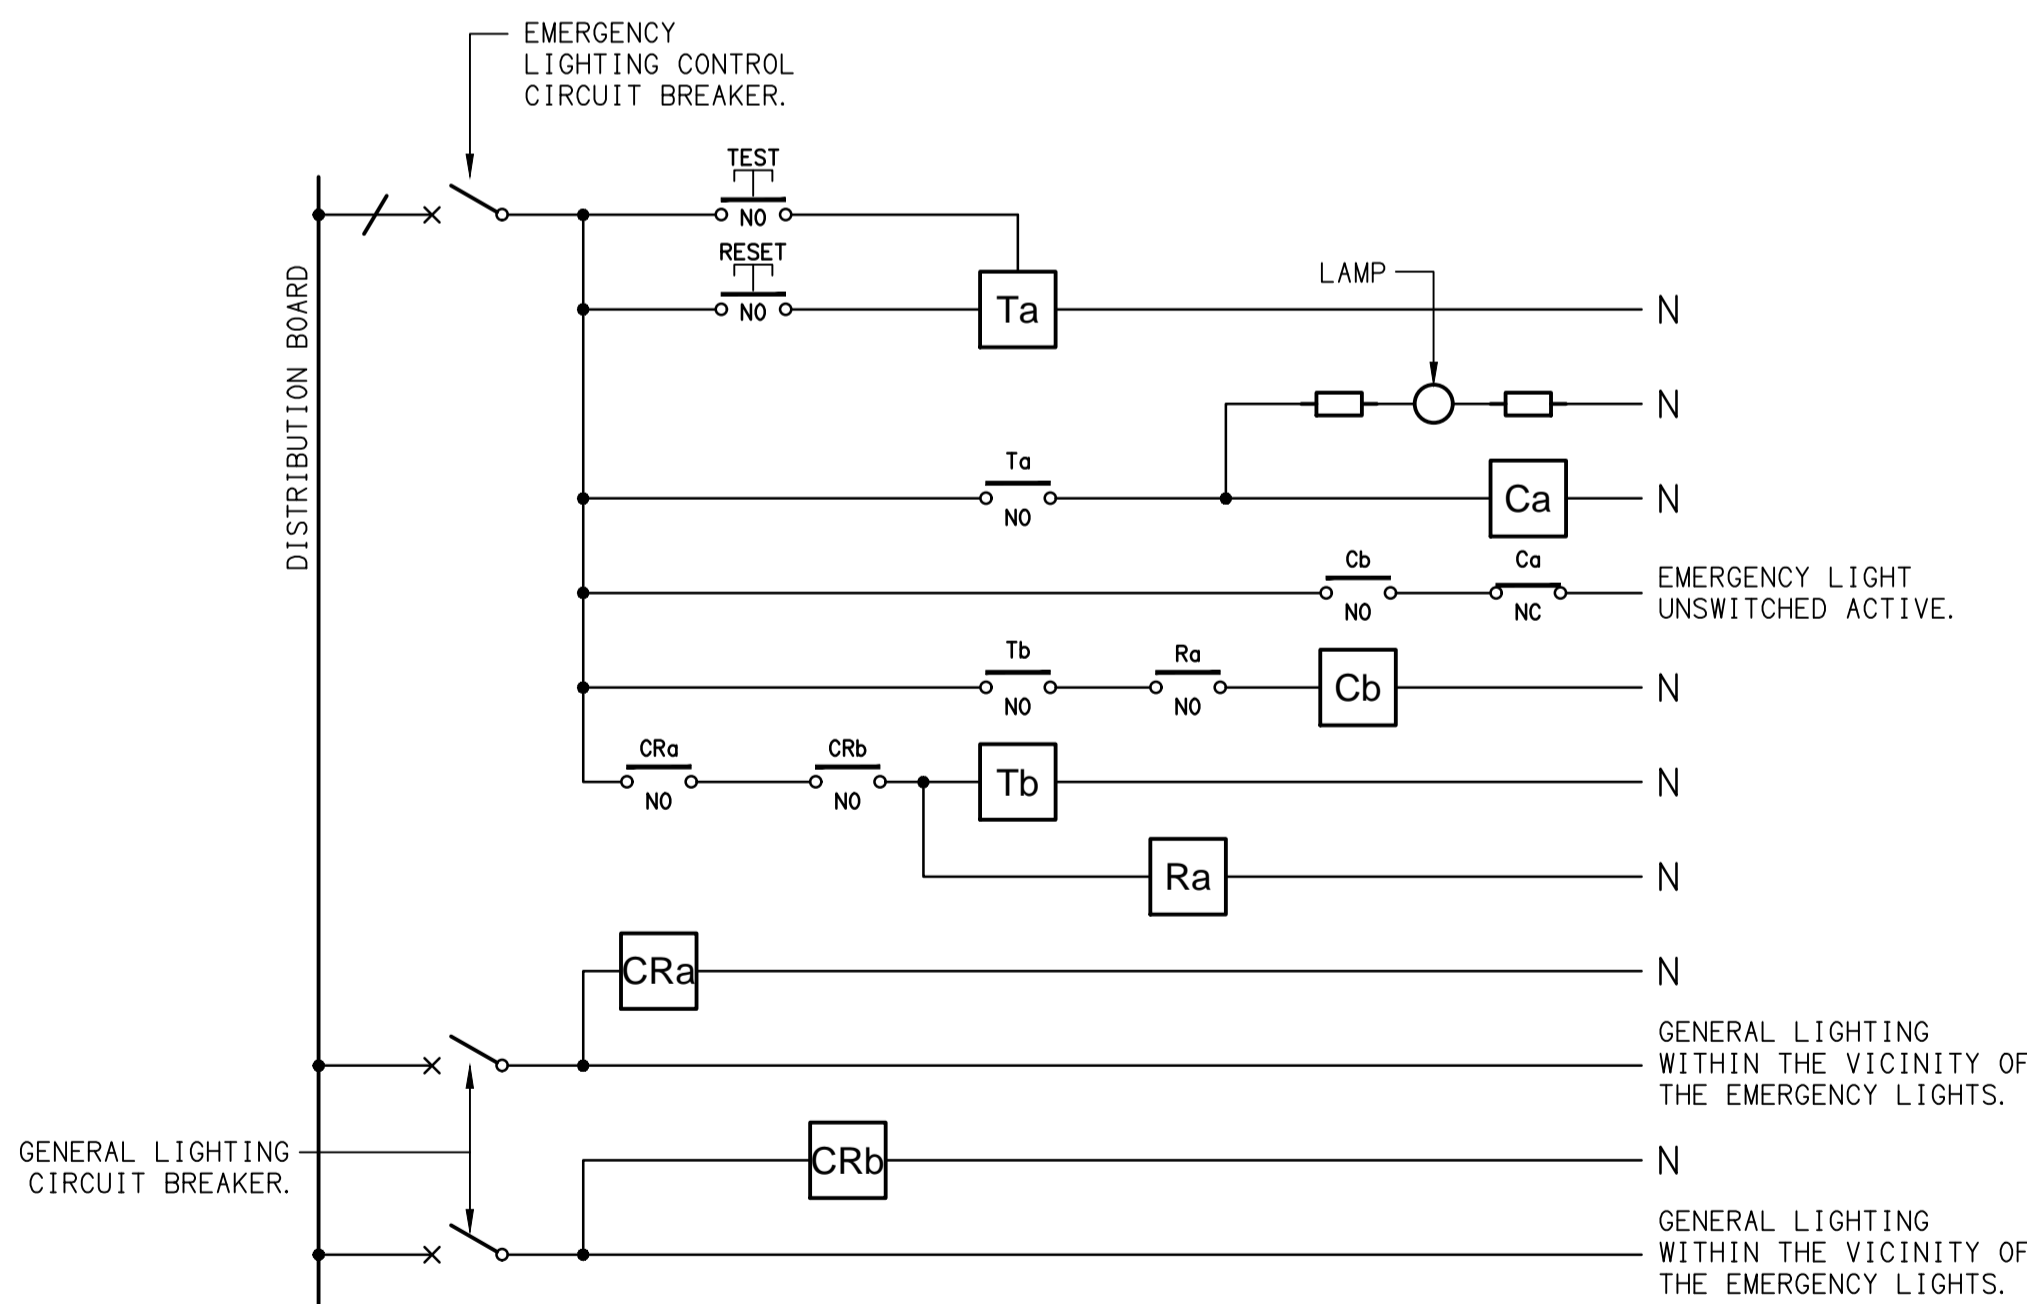 EMERGENCY
LIGHTING CONTROL
CIRCUIT BREAKER.
TEST
NO
RESET
NO
DISTRIBUTION BOARD
Ta
N
LAMP
N
Ta
NO
Ca
N
Cb
NO
Ca
NC
EMERGENCY LIGHT
UNSWITCHED ACTIVE.
Tb
NO
Ra
NO
Cb
N
CRa
NO
CRb
NO
Tb
N
Ra
N
CRa
N
GENERAL LIGHTING
WITHIN THE VICINITY OF
THE EMERGENCY LIGHTS.
GENERAL LIGHTING
CIRCUIT BREAKER.
CRb
N
GENERAL LIGHTING
WITHIN THE VICINITY OF
THE EMERGENCY LIGHTS.